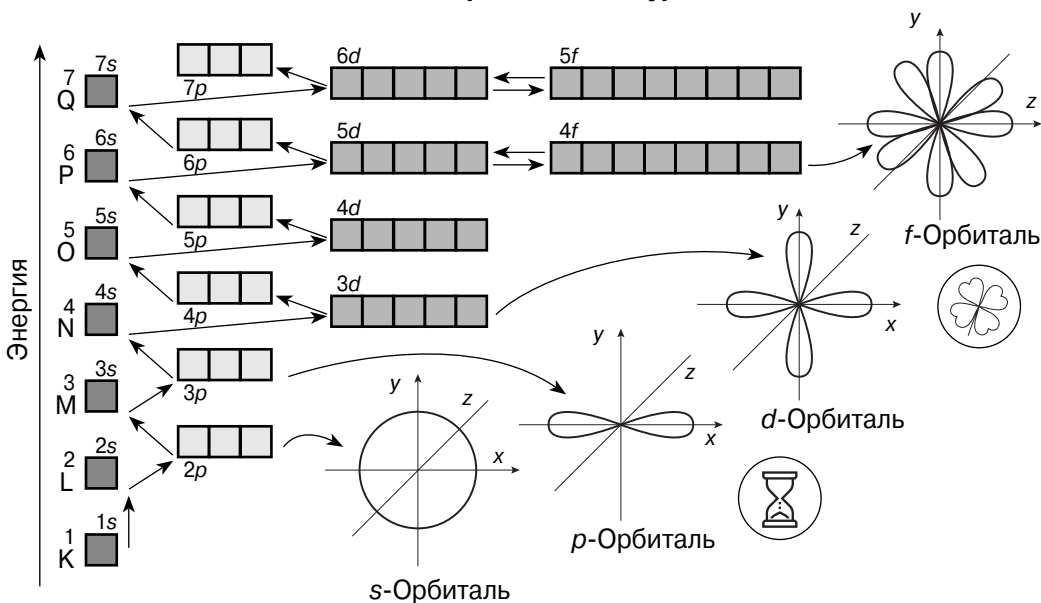 Энергия
7 7s
Q
7p
6d
5f
6 6s
P
6p
5d
4f
5 5s
O
5p
4d
4 4s
N
4p
3d
3 3s
M
3p
2 2s
L
2p
1 1s
K
y
z
x
s-Орбиталь
y
z
x
p-Орбиталь
y
z
x
d-Орбиталь
y
z
f-Орбиталь